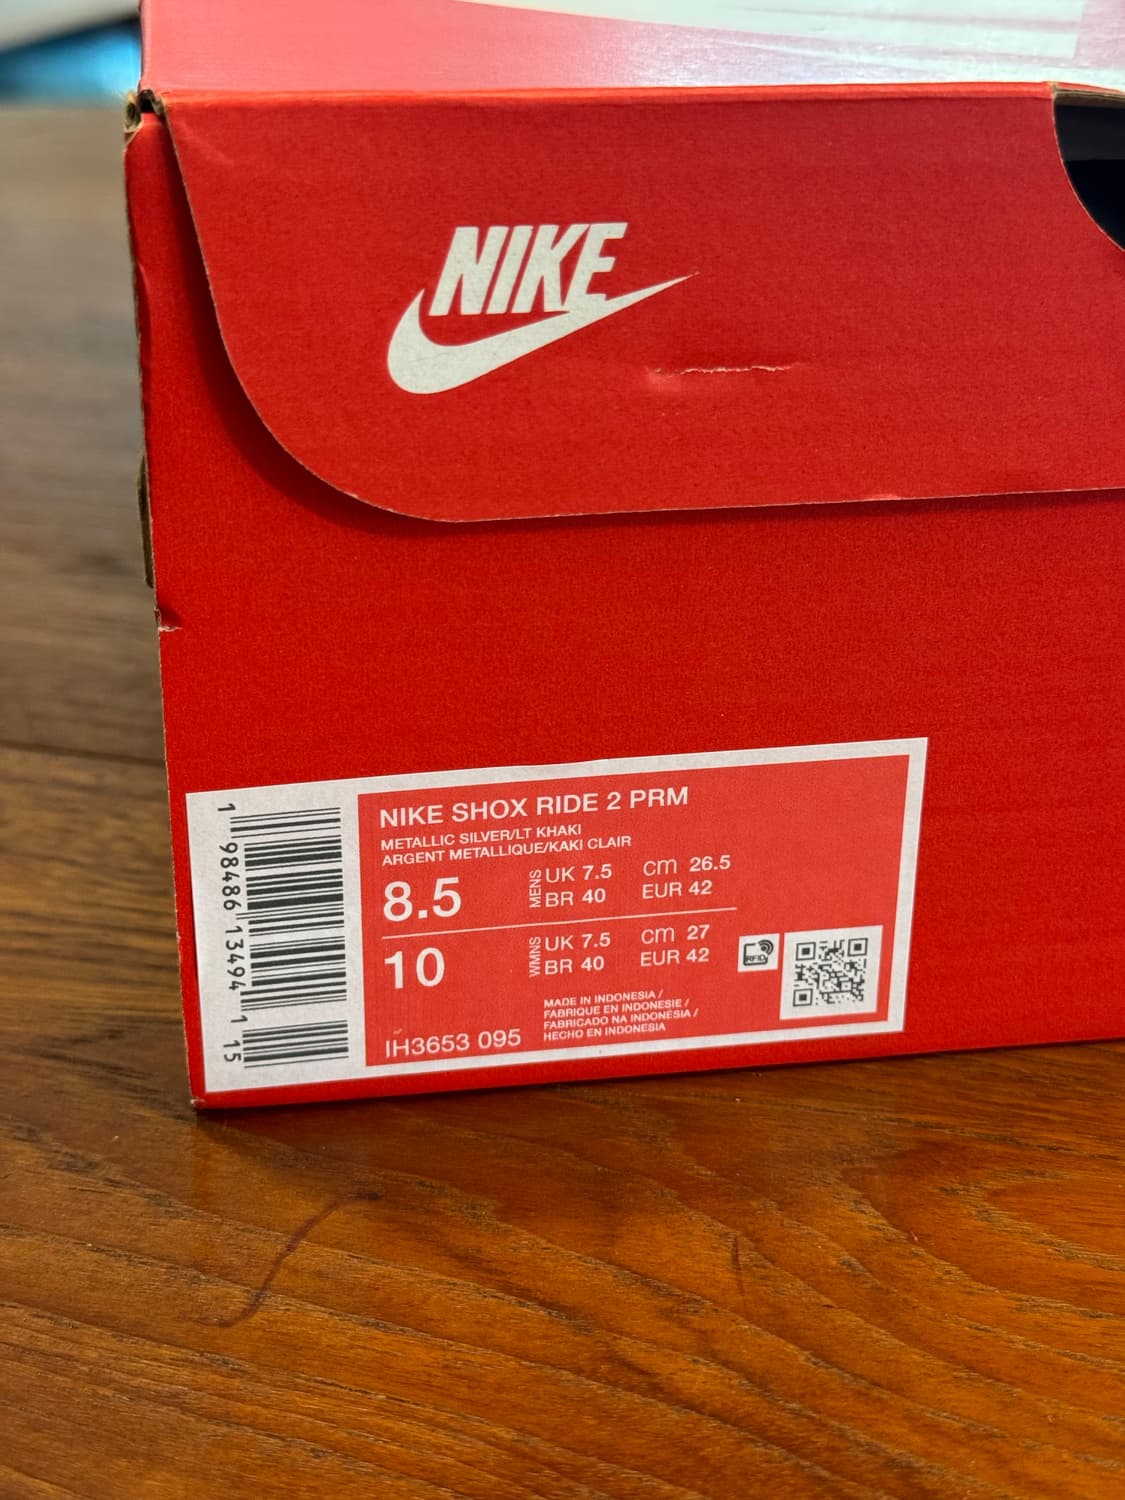 NIKE
NIKE SHOX RIDE 2 PRM
METALLIC SILVER/LT KHAKI
ARGENT METALLIQUE/KAKI CLAIR
8.5 MENS UK 7.5 cm 26.5
BR 40 EUR 42
10 WMNS UK 7.5 cm 27
BR 40 EUR 42
RFID
MADE IN INDONESIA /
FABRIQUE EN INDONESIE /
FABRICADO NA INDONÉSIA /
HECHO EN INDONESIA
IH3653 095
1 98486 13494 1 15